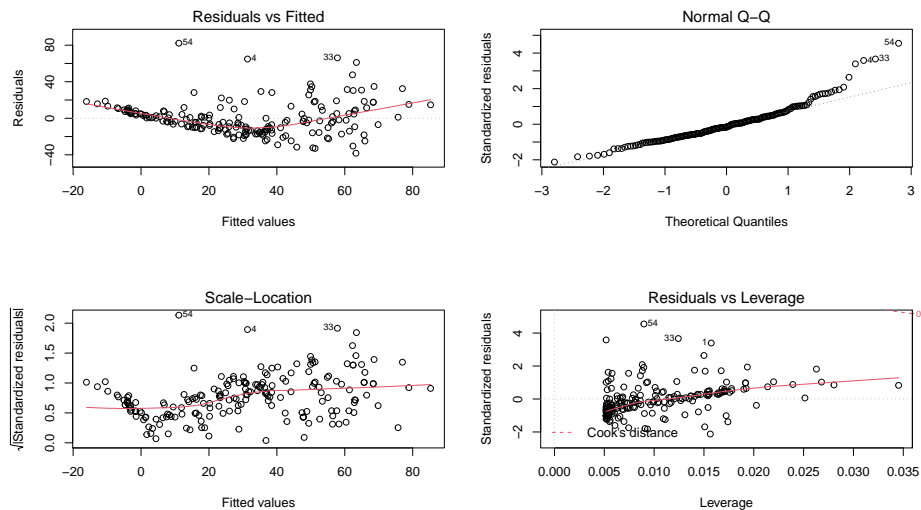 Residuals vs Fitted
Residuals
80
40
0
−40
54
4
33
−20 0 20 40 60 80
Fitted values
Normal Q−Q
Standardized residuals
4
2
0
−2
54
4
33
−3 −2 −1 0 1 2 3
Theoretical Quantiles
Scale−Location
√|Standardized residuals|
2.0
1.5
1.0
0.5
0.0
54
4
33
−20 0 20 40 60 80
Fitted values
Residuals vs Leverage
Standardized residuals
4
2
0
−2
54
33
1
Cook's distance
0.000 0.005 0.010 0.015 0.020 0.025 0.030 0.035
Leverage